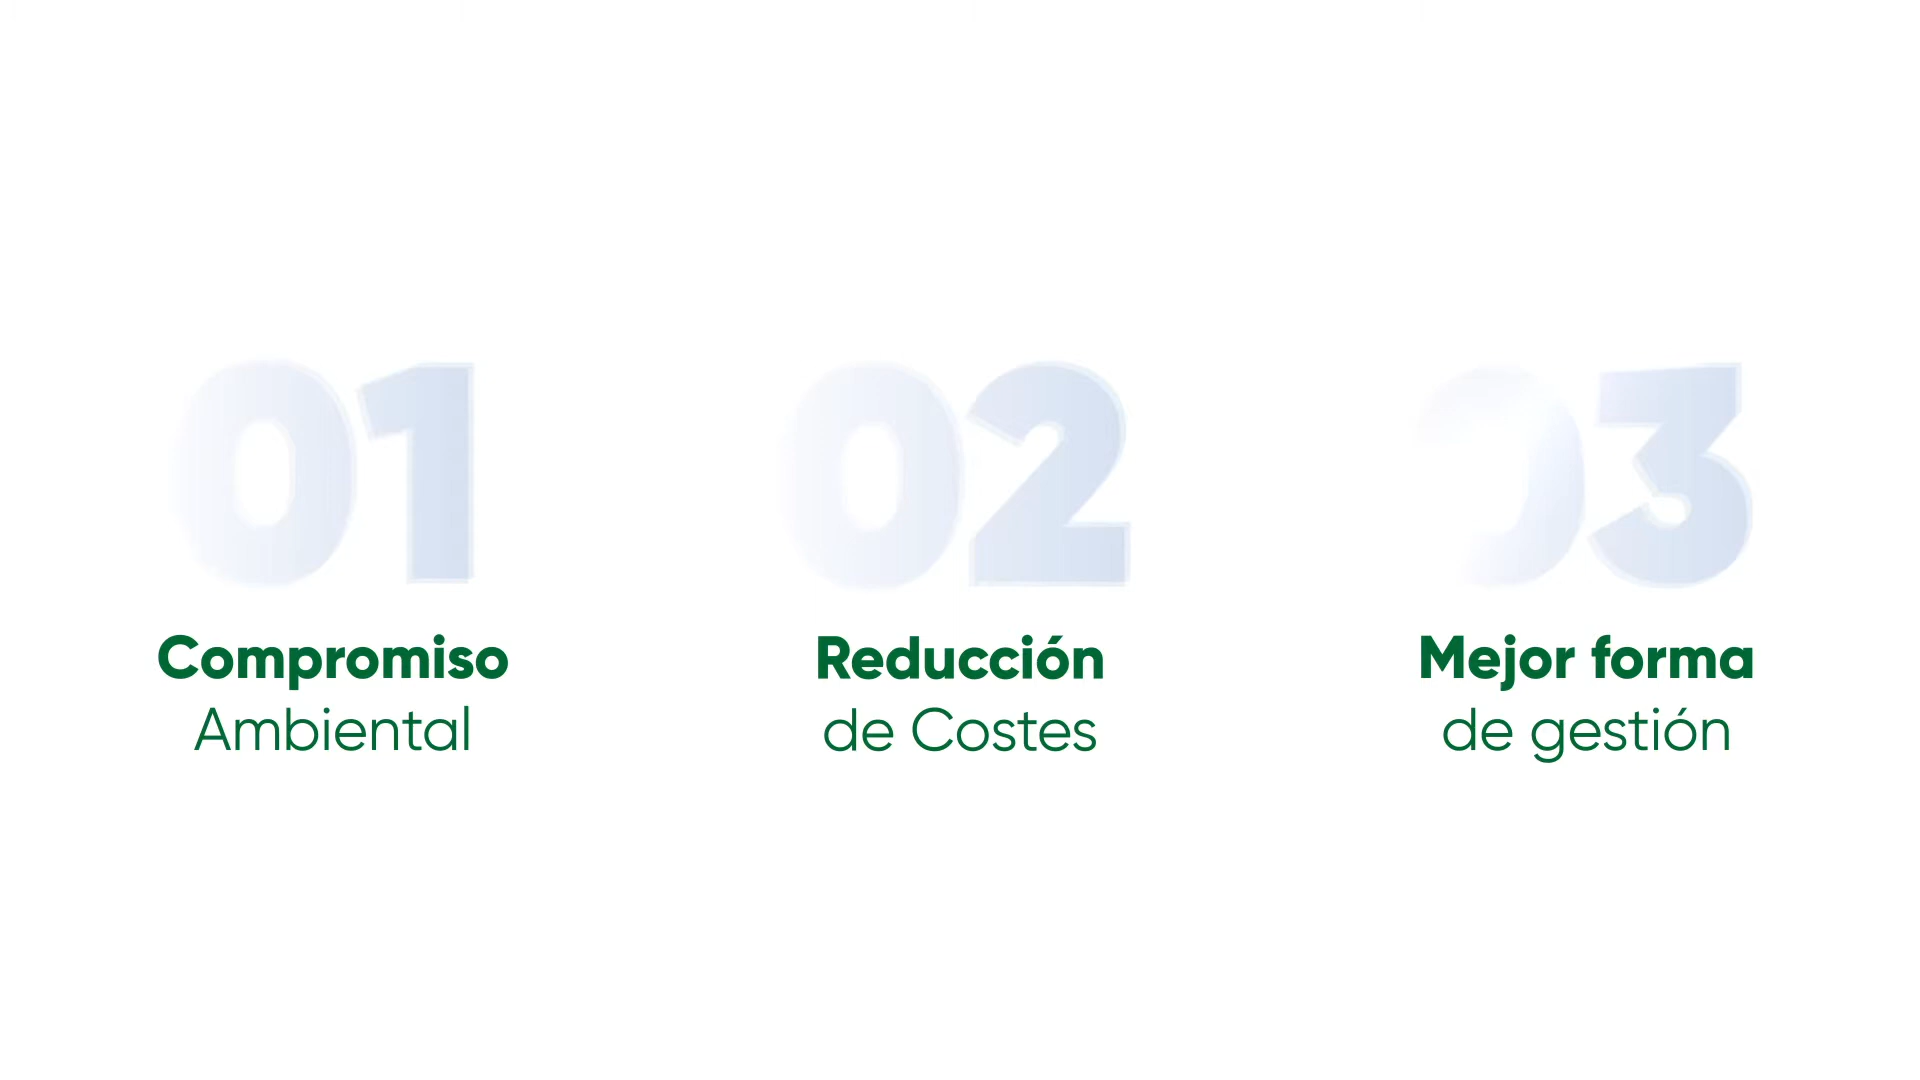 01
Compromiso
Ambiental
02
Reducción
de Costes
03
Mejor forma
de gestión